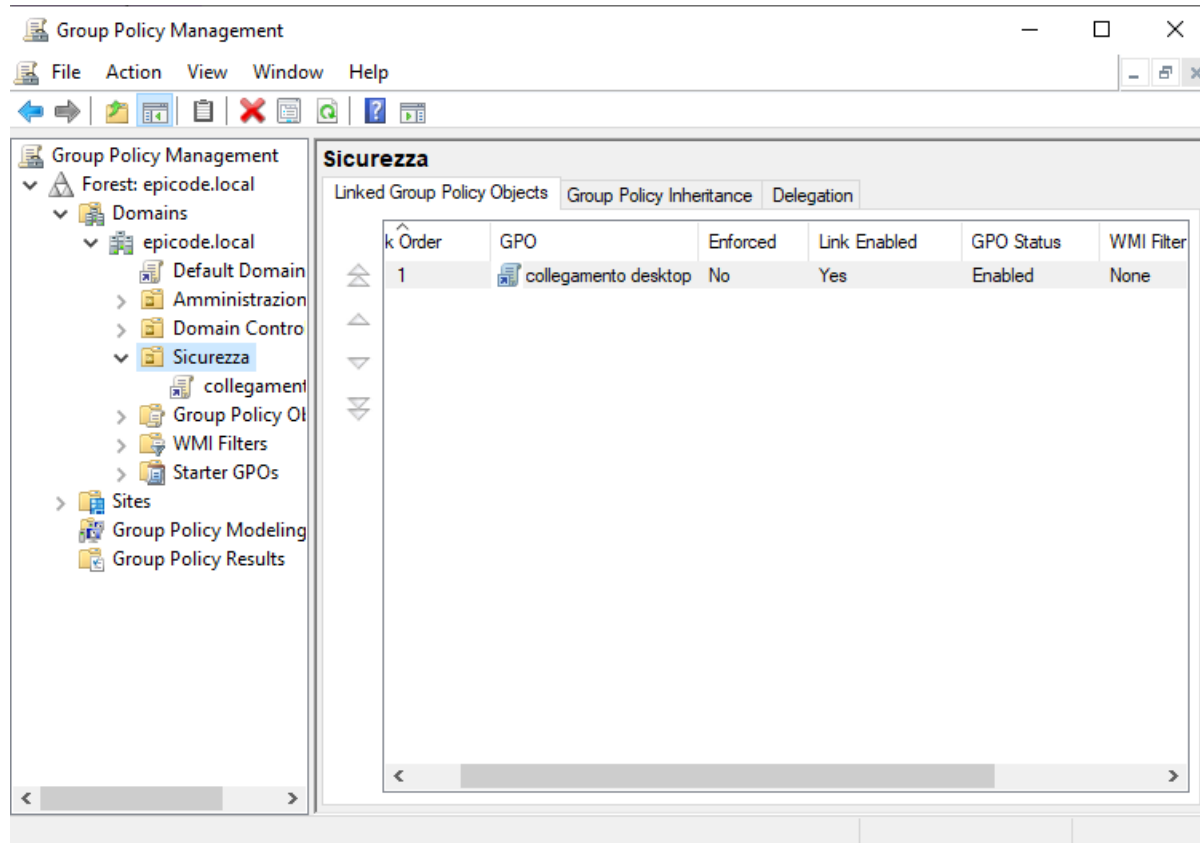 Group Policy Management
File Action View Window Help
Group Policy Management
Forest: epicode.local
Domains
epicode.local
Default Domain
Amministrazion
Domain Contro
Sicurezza
collegament
Group Policy Ob
WMI Filters
Starter GPOs
Sites
Group Policy Modeling
Group Policy Results
Sicurezza
Linked Group Policy Objects Group Policy Inheritance Delegation
k Order GPO Enforced Link Enabled GPO Status WMI Filter
1 collegamento desktop No Yes Enabled None